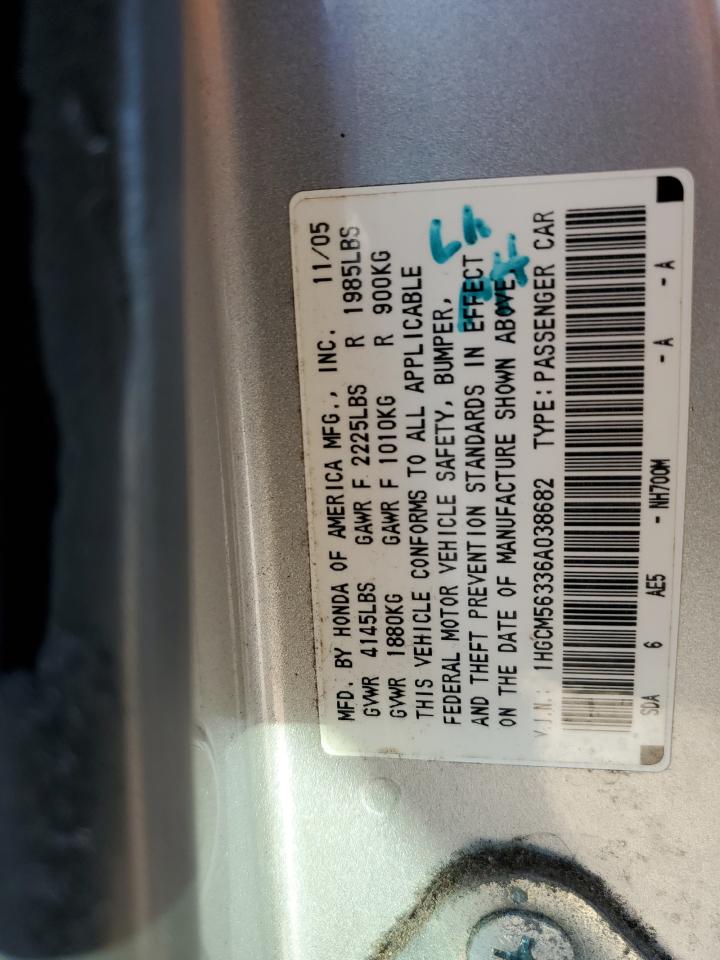 MFD. BY HONDA OF AMERICA MFG., INC. 11/05
GVWR 4145LBS GAWR F 2225LBS R 1985LBS
GVWR 1880KG GAWR F 1010KG R 900KG
THIS VEHICLE CONFORMS TO ALL APPLICABLE
FEDERAL MOTOR VEHICLE SAFETY, BUMPER,
AND THEFT PREVENTION STANDARDS IN EFFECT
ON THE DATE OF MANUFACTURE SHOWN ABOVE.
V.I.N.: 1HGCM56336A038682 TYPE: PASSENGER CAR
SDA 6 AE5 - NH700M - A - A